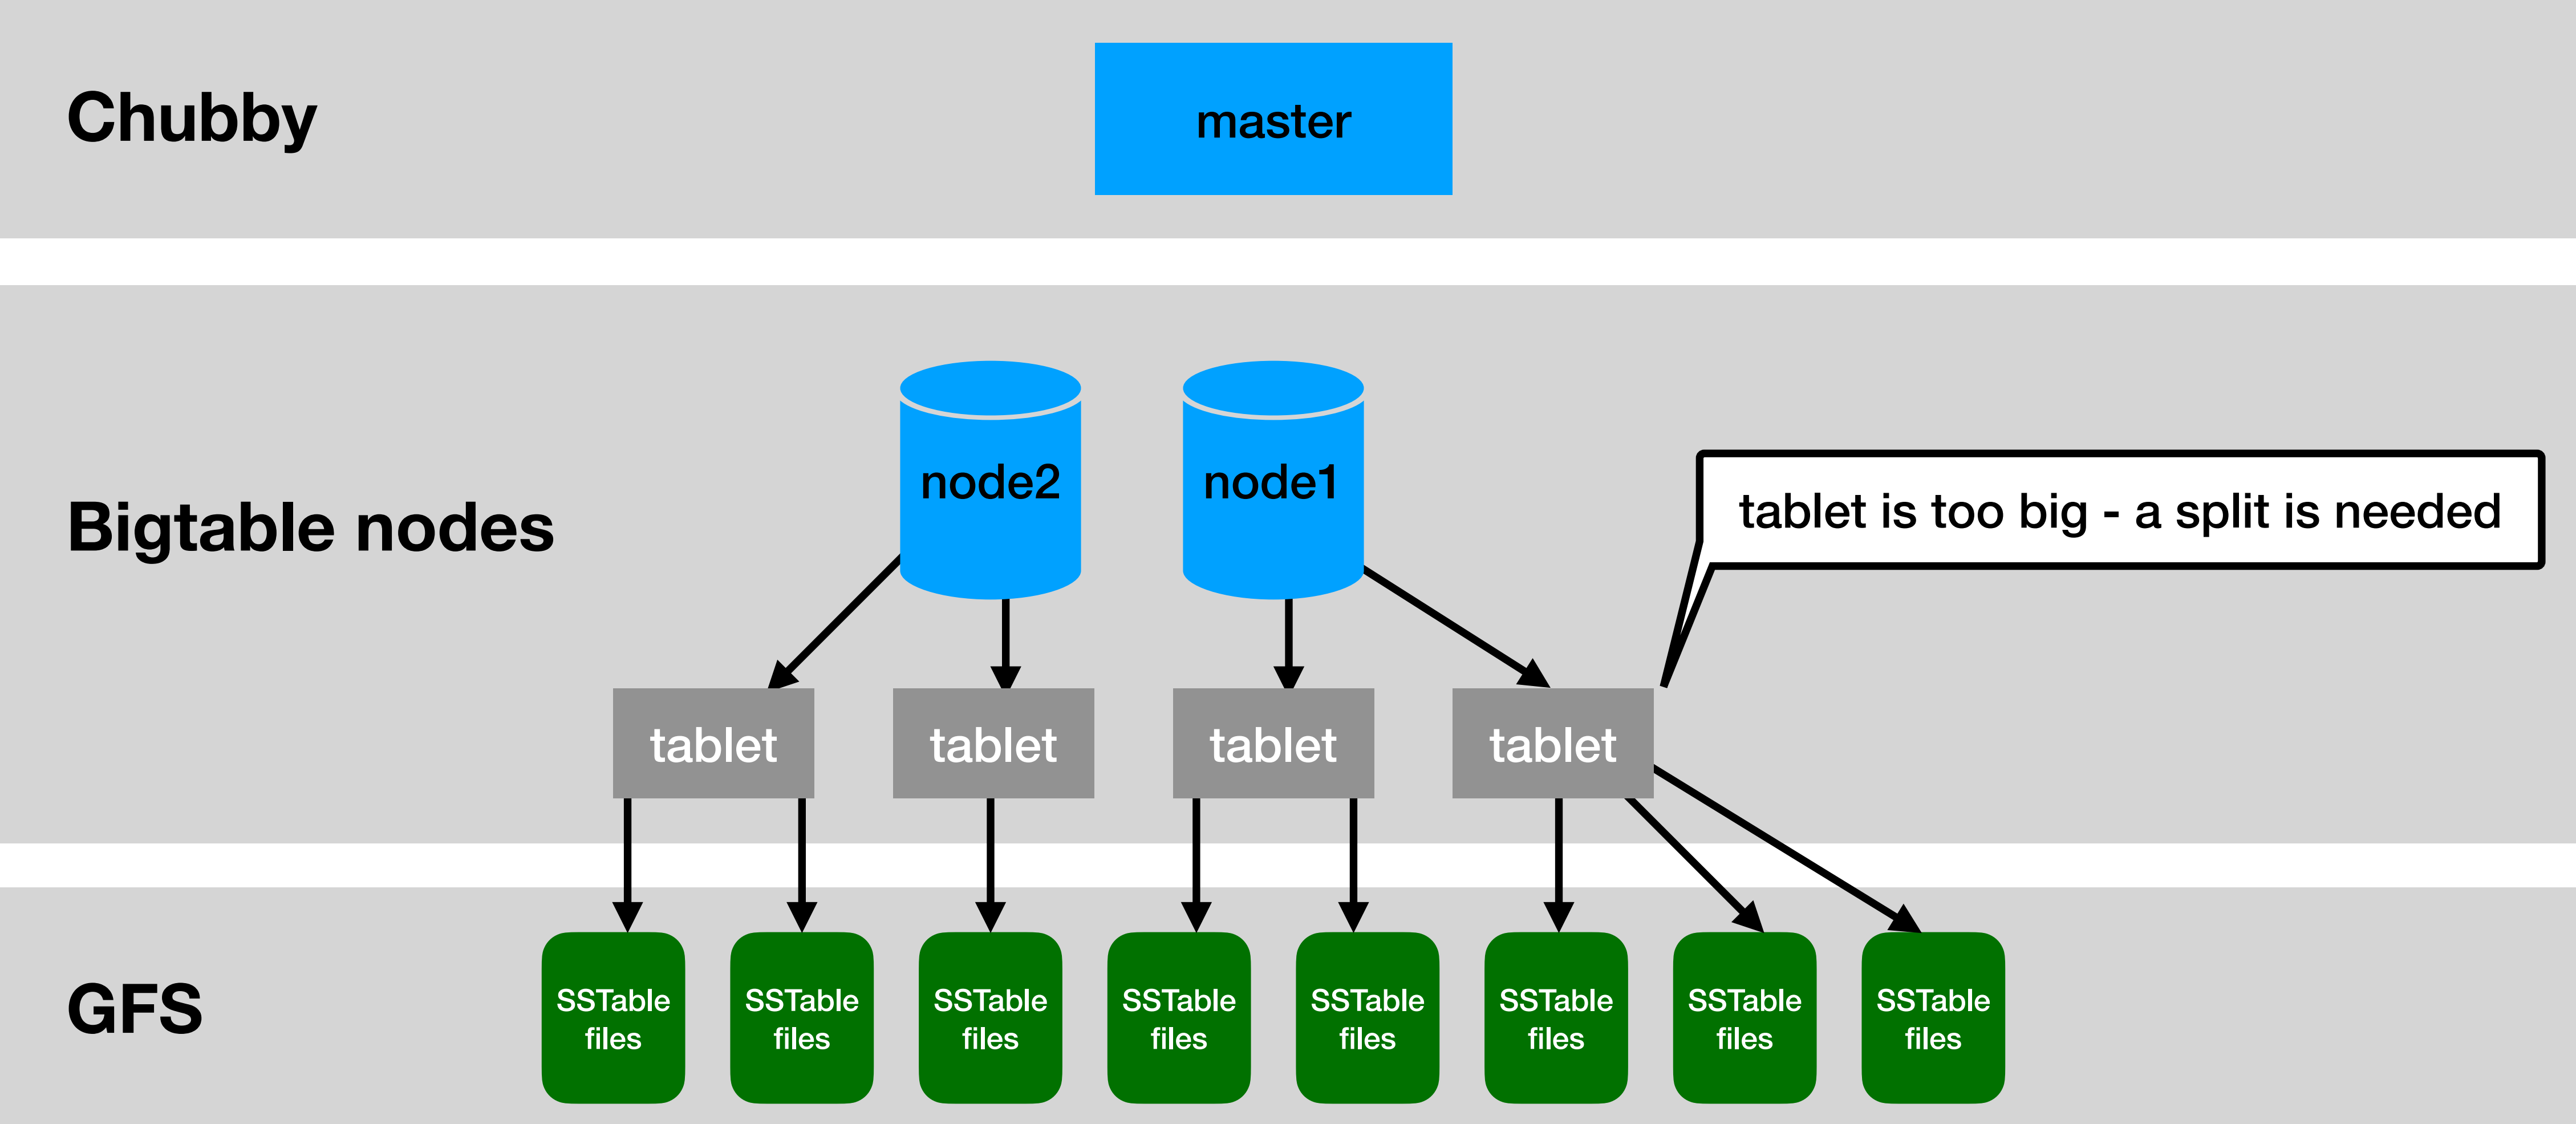 Chubby
master
Bigtable nodes
node2
node1
tablet is too big - a split is needed
tablet
tablet
tablet
tablet
GFS
SSTable
files
SSTable
files
SSTable
files
SSTable
files
SSTable
files
SSTable
files
SSTable
files
SSTable
files